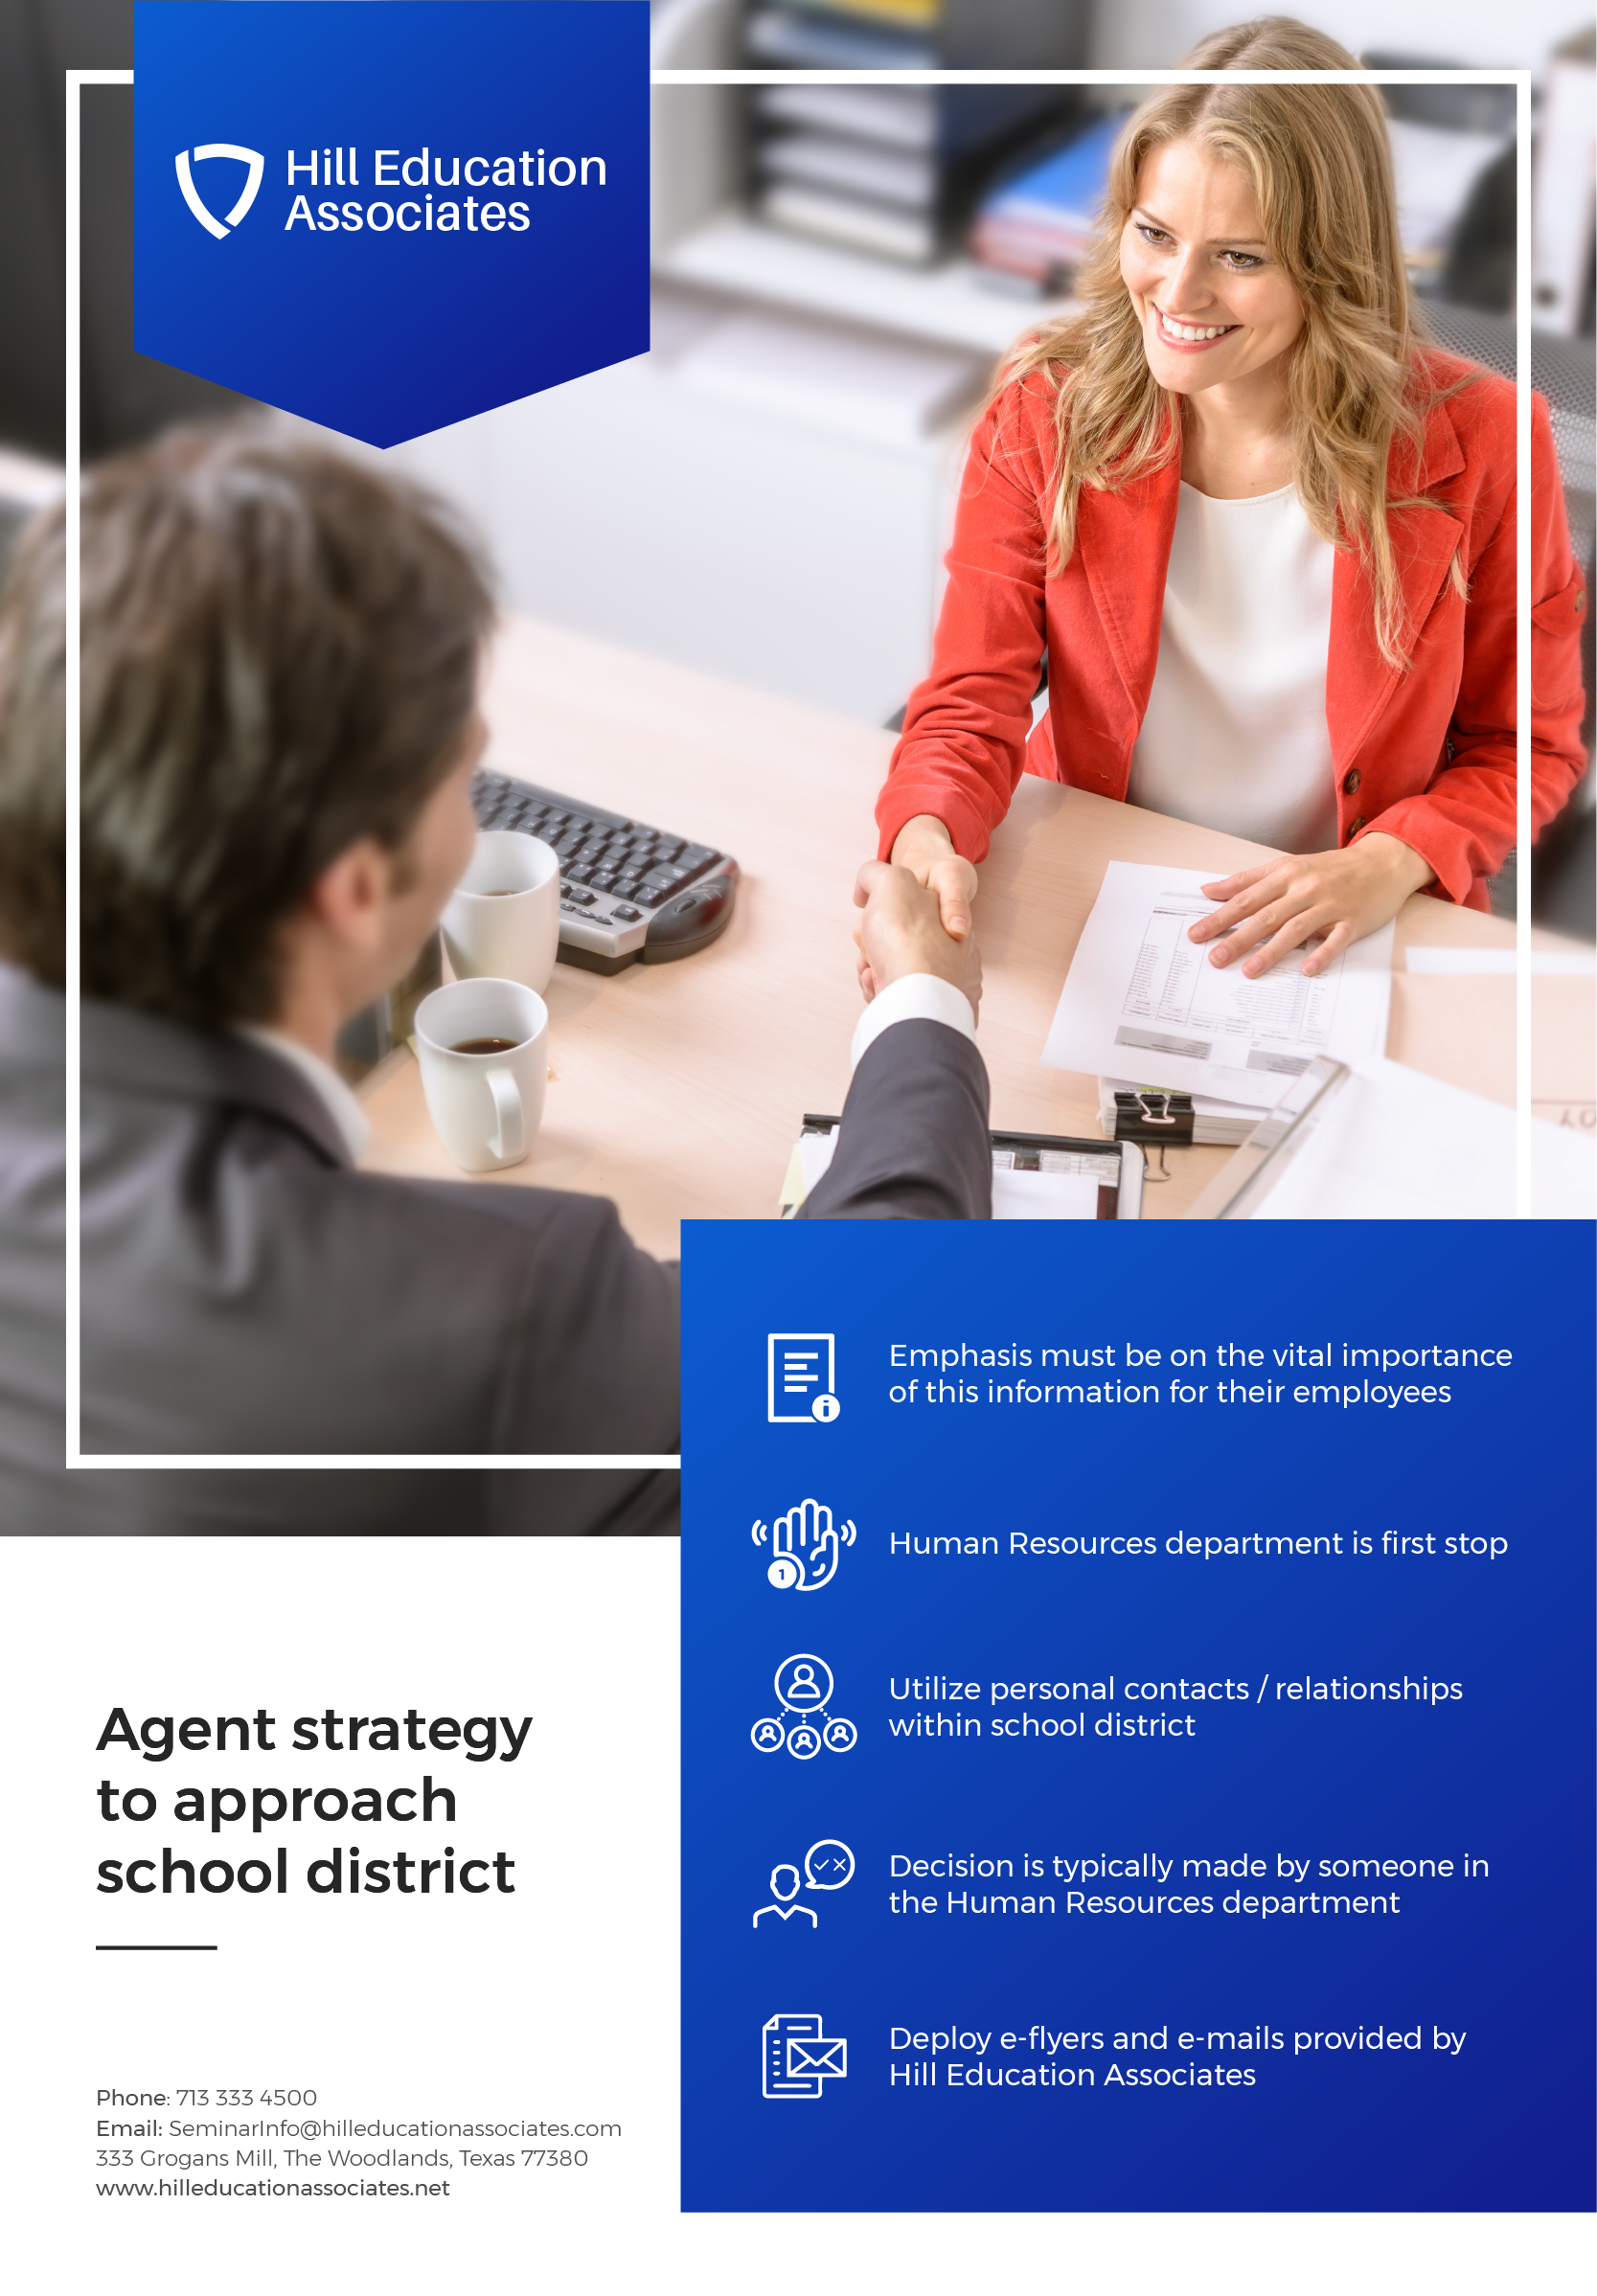 Hill Education
Associates
Emphasis must be on the vital importance
of this information for their employees
Human Resources department is first stop
Utilize personal contacts / relationships
within school district
Decision is typically made by someone in
the Human Resources department
Deploy e-flyers and e-mails provided by
Hill Education Associates
Agent strategy
to approach
school district
Phone: 713 333 4500
Email: SeminarInfo@hilleducationassociates.com
333 Grogans Mill, The Woodlands, Texas 77380
www.hilleducationassociates.net